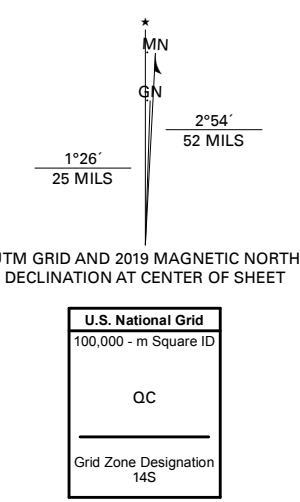 ★
MN
GN
2°54´
52 MILS
1°26´
25 MILS
UTM GRID AND 2019 MAGNETIC NORTH
DECLINATION AT CENTER OF SHEET
U.S. National Grid
100,000 - m Square ID
QC
Grid Zone Designation
14S